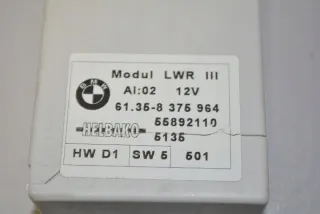 BMW
Modul LWR III
AI:02 12V
61.35-8 375 964
55892110
HELBAKO 5135
HW D1 SW 5 501